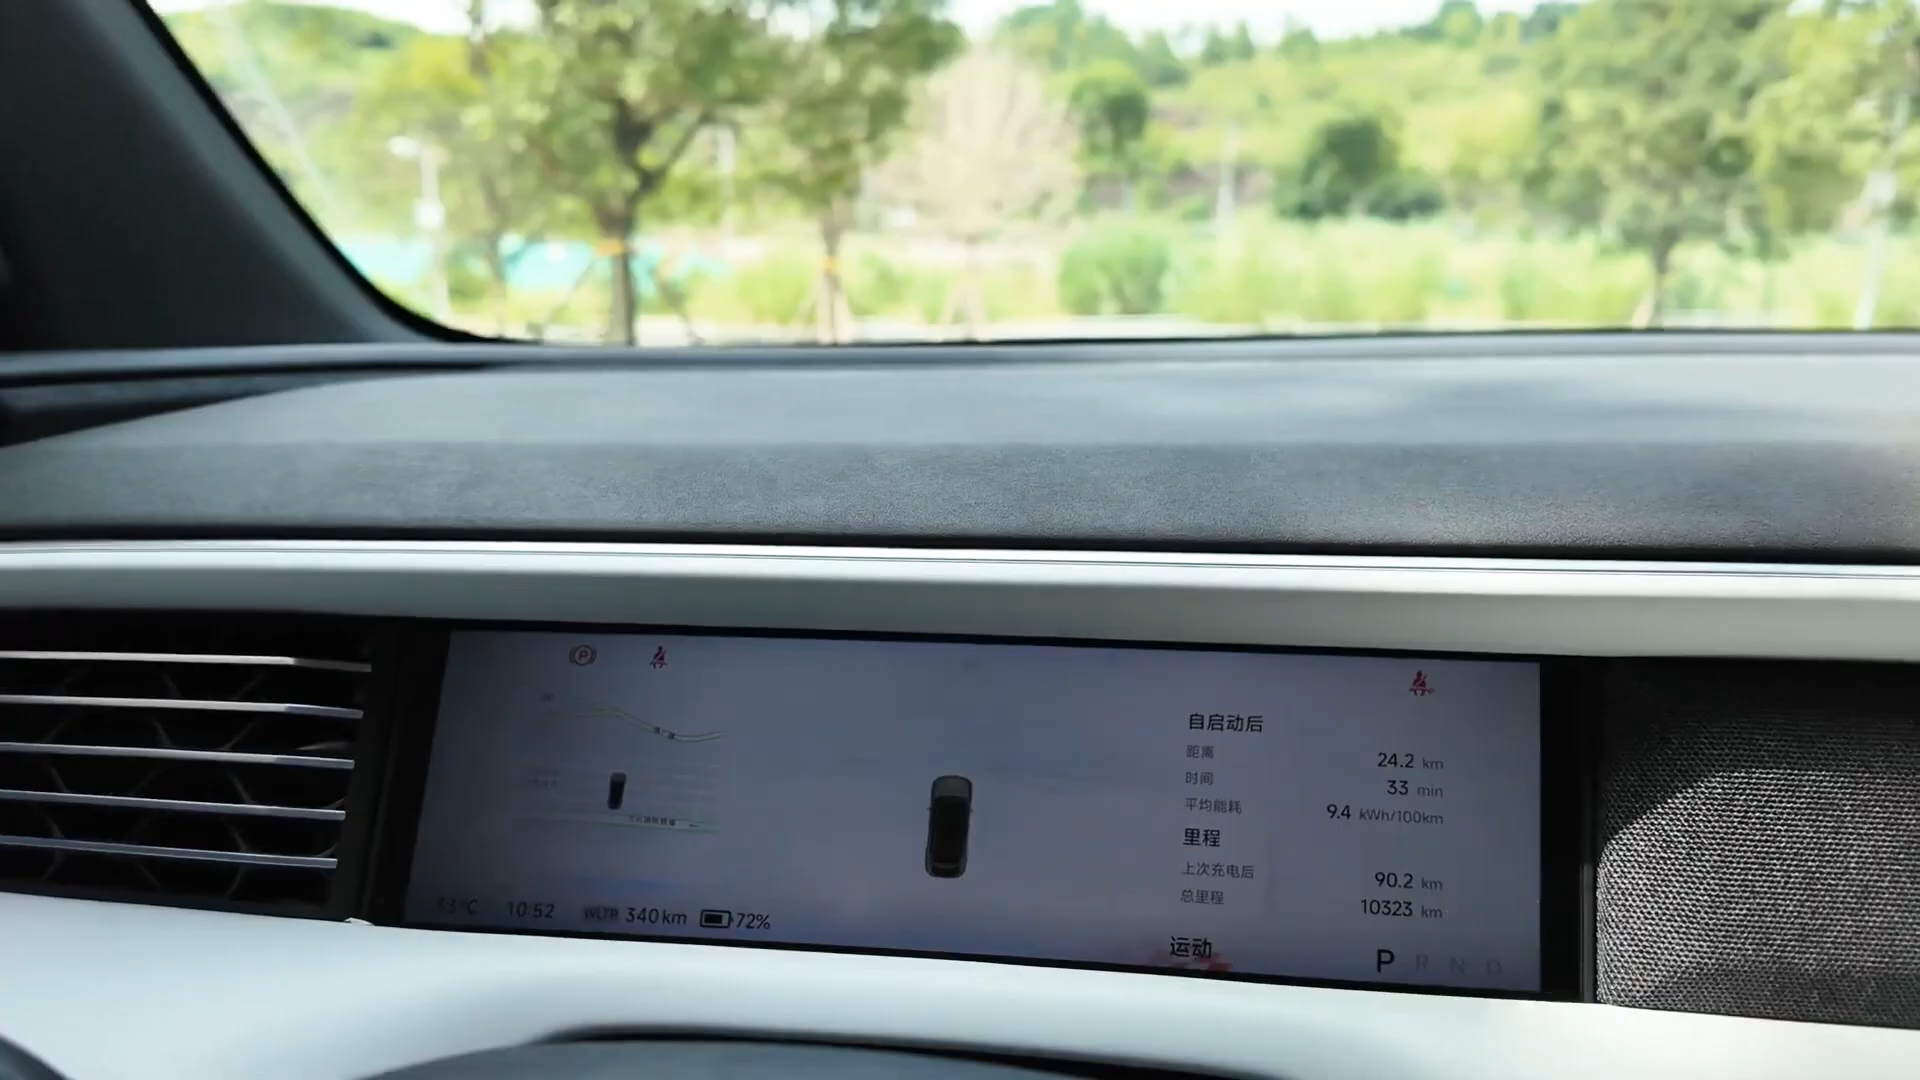 自启动后
距离 24.2 km
时间 33 min
平均能耗 9.4 kWh/100km
里程
上次充电后 90.2 km
总里程 10323 km
33°C 10:52 WLTP 340km 72%
运动
P R N D